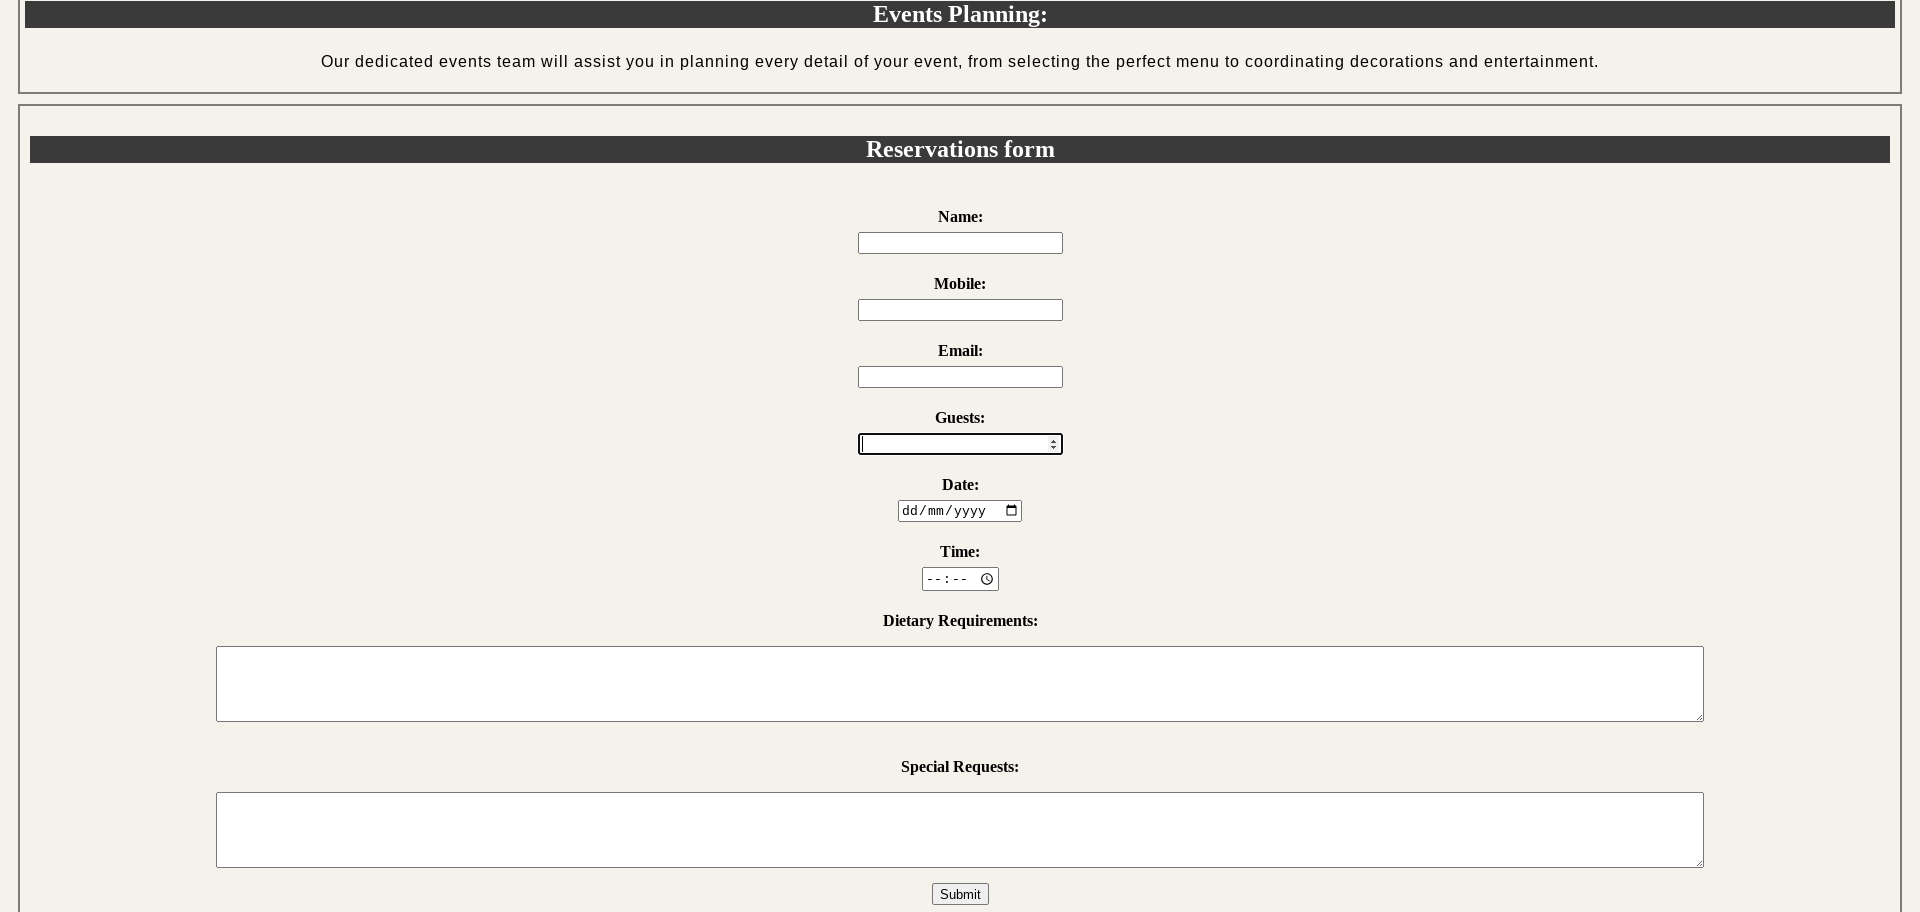 Events Planning:
Our dedicated events team will assist you in planning every detail of your event, from selecting the perfect menu to coordinating decorations and entertainment.
Reservations form
Name:
Mobile:
Email:
Guests:
Date:
dd/mm/yyyy
Time:
--:--
Dietary Requirements:
Special Requests:
Submit